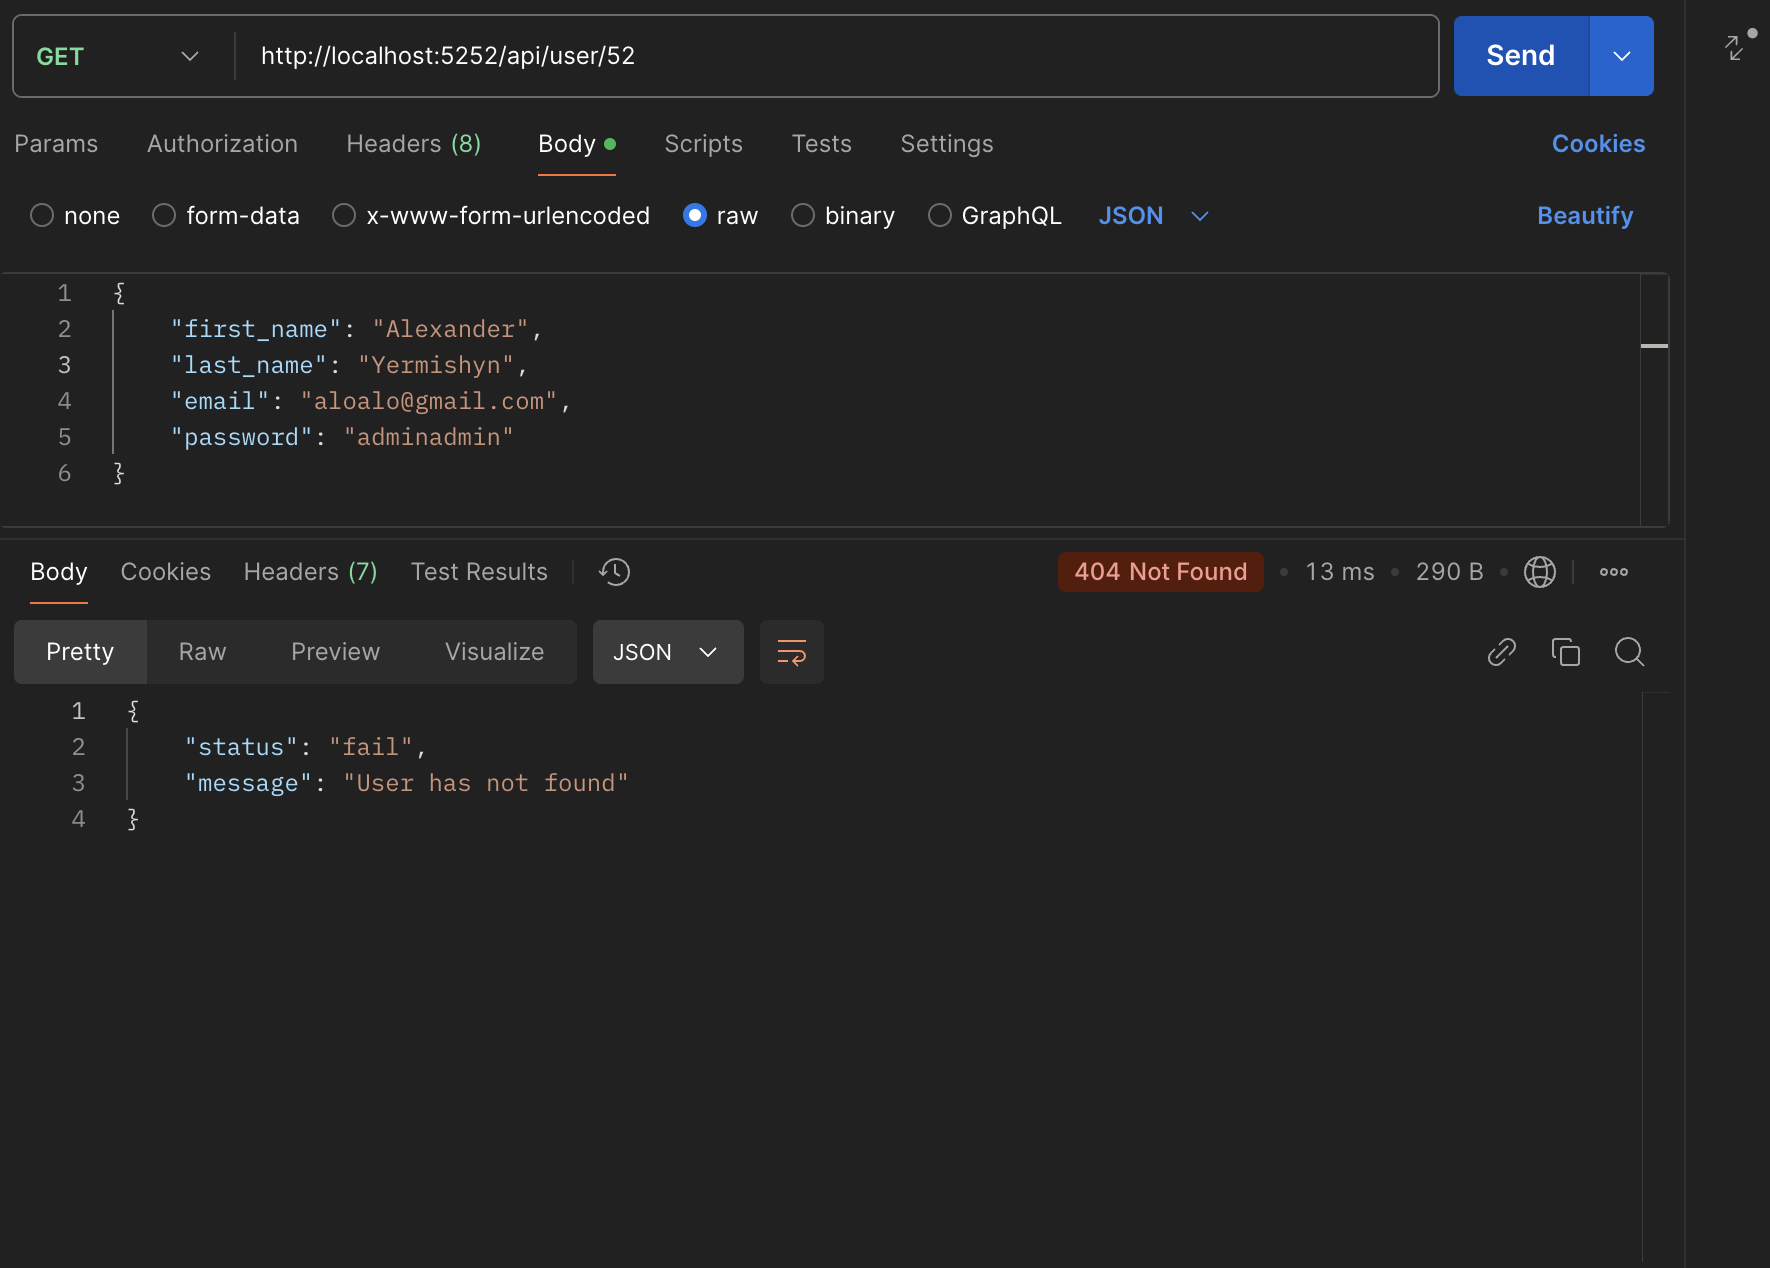 GET http://localhost:5252/api/user/52 Send
Params Authorization Headers (8) Body Scripts Tests Settings Cookies
none form-data x-www-form-urlencoded raw binary GraphQL JSON Beautify
1 {
2 "first_name": "Alexander",
3 "last_name": "Yermishyn",
4 "email": "aloalo@gmail.com",
5 "password": "adminadmin"
6 }
Body Cookies Headers (7) Test Results 404 Not Found 13 ms 290 B
Pretty Raw Preview Visualize JSON
1 {
2 "status": "fail",
3 "message": "User has not found"
4 }